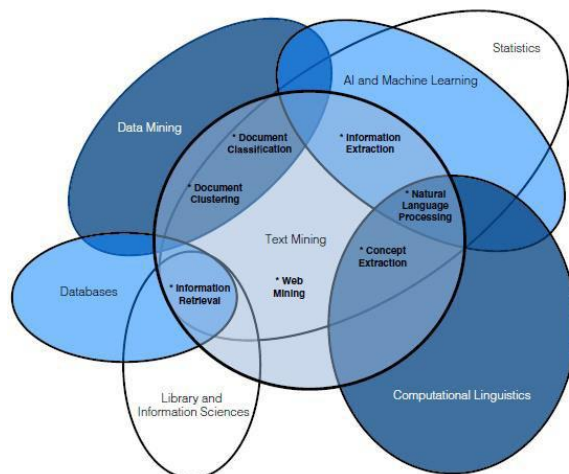 Statistics
AI and Machine Learning
Data Mining
* Document
Classification
* Information
Extraction
* Document
Clustering
* Natural
Language
Processing
Text Mining
* Concept
Extraction
Databases
* Information
Retrieval
* Web
Mining
Library and
Information Sciences
Computational Linguistics